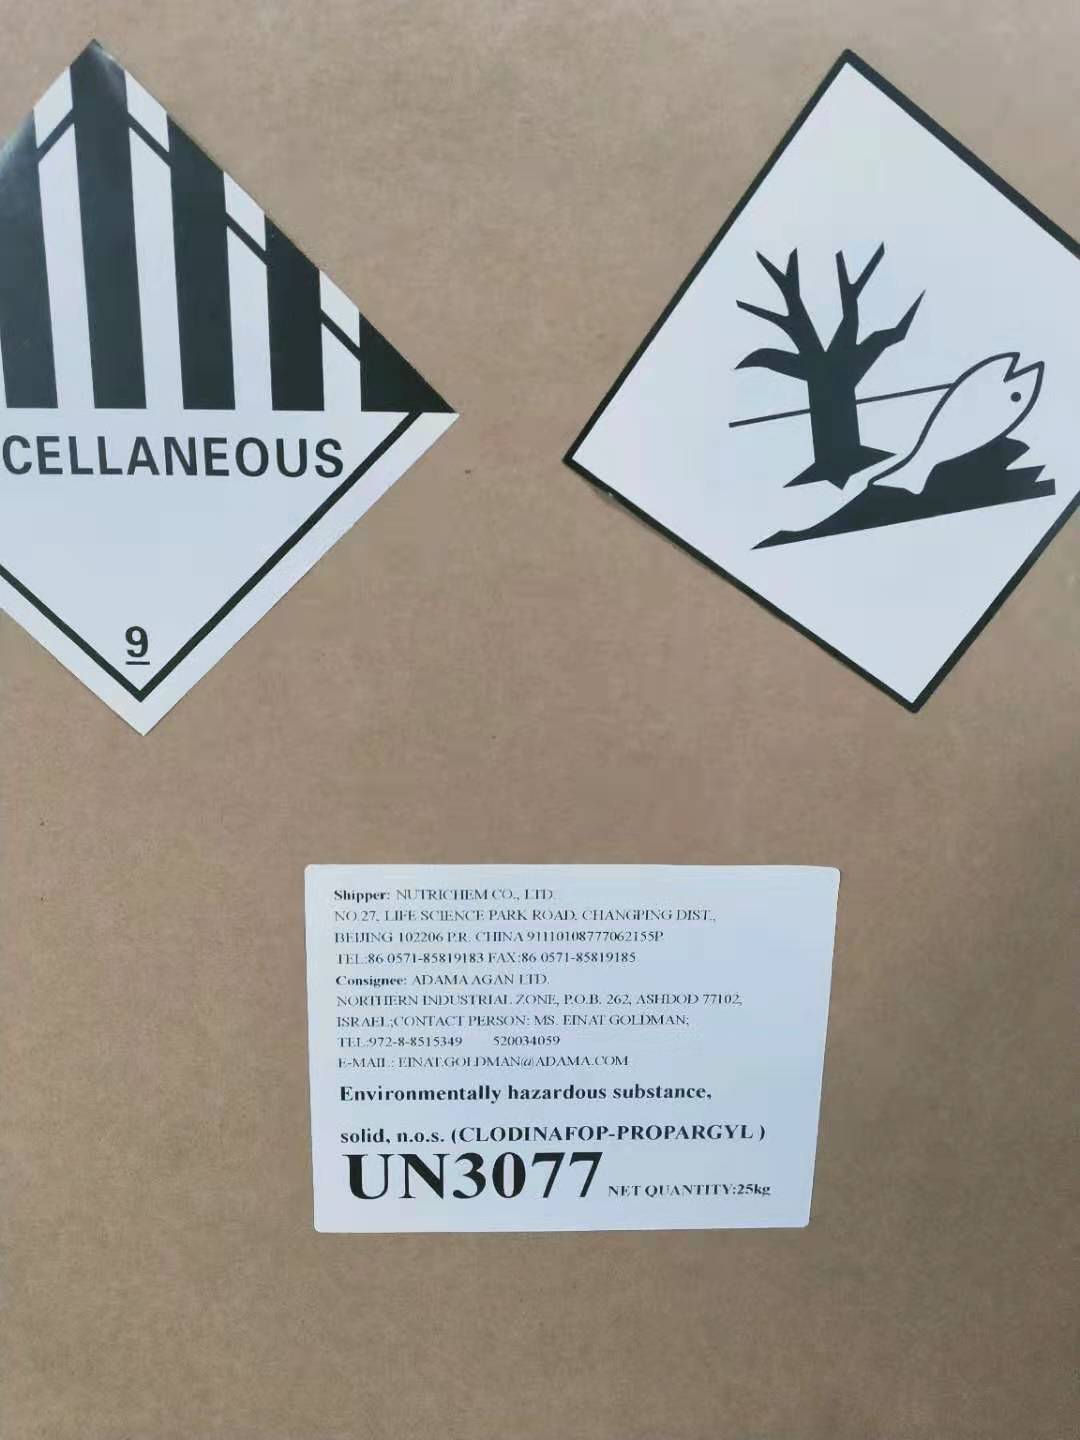 CELLANEOUS
9
Shipper: NUTRICHEM CO., LTD.
NO.27, LIFE SCIENCE PARK ROAD, CHANGPING DIST.,
BEIJING 102206 P.R. CHINA 91110108777062155P
TEL:86 0571-85819183 FAX:86 0571-85819185
Consignee: ADAMA AGAN LTD.
NORTHERN INDUSTRIAL ZONE, P.O.B. 262, ASHDOD 77102,
ISRAEL;CONTACT PERSON: MS. EINAT GOLDMAN;
TEL:972-8-8515349 520034059
E-MAIL: EINAT.GOLDMAN@ADAMA.COM
Environmentally hazardous substance,
solid, n.o.s. (CLODINAFOP-PROPARGYL )
UN3077 NET QUANTITY:25kg